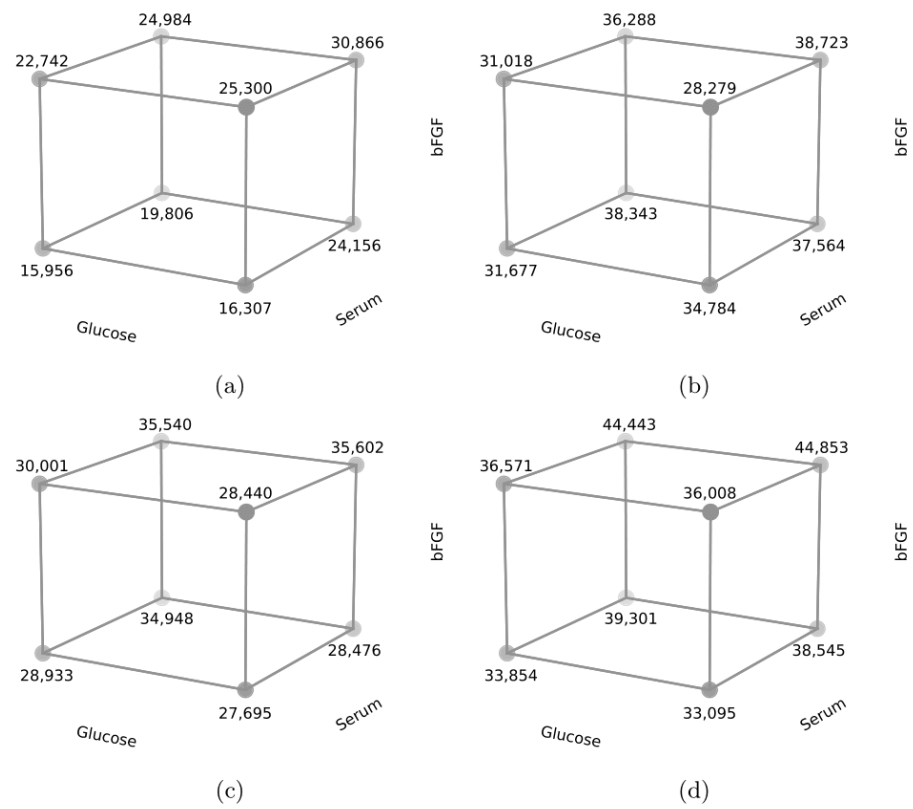 24,984
30,866
22,742
25,300
19,806
24,156
15,956
16,307
bFGF
Glucose
Serum
(a)
36,288
38,723
31,018
28,279
38,343
37,564
31,677
34,784
bFGF
Glucose
Serum
(b)
35,540
35,602
30,001
28,440
34,948
28,476
28,933
27,695
bFGF
Glucose
Serum
(c)
44,443
44,853
36,571
36,008
39,301
38,545
33,854
33,095
bFGF
Glucose
Serum
(d)